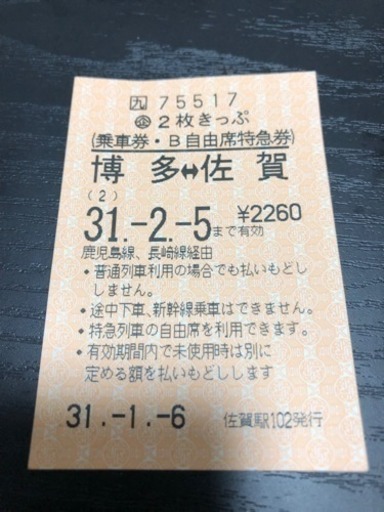 九 75517
企 2枚きっぷ
(乗車券・B自由席特急券)
博多↔佐賀
(2)
31.-2.-5まで有効 ¥2260
鹿児島線、長崎線経由
・普通列車利用の場合でも払いもどし
しません。
・途中下車、新幹線乗車はできません。
・特急列車の自由席を利用できます。
・有効期間内で未使用時は別に
定める額を払いもどしします
31.-1.-6 佐賀駅102発行